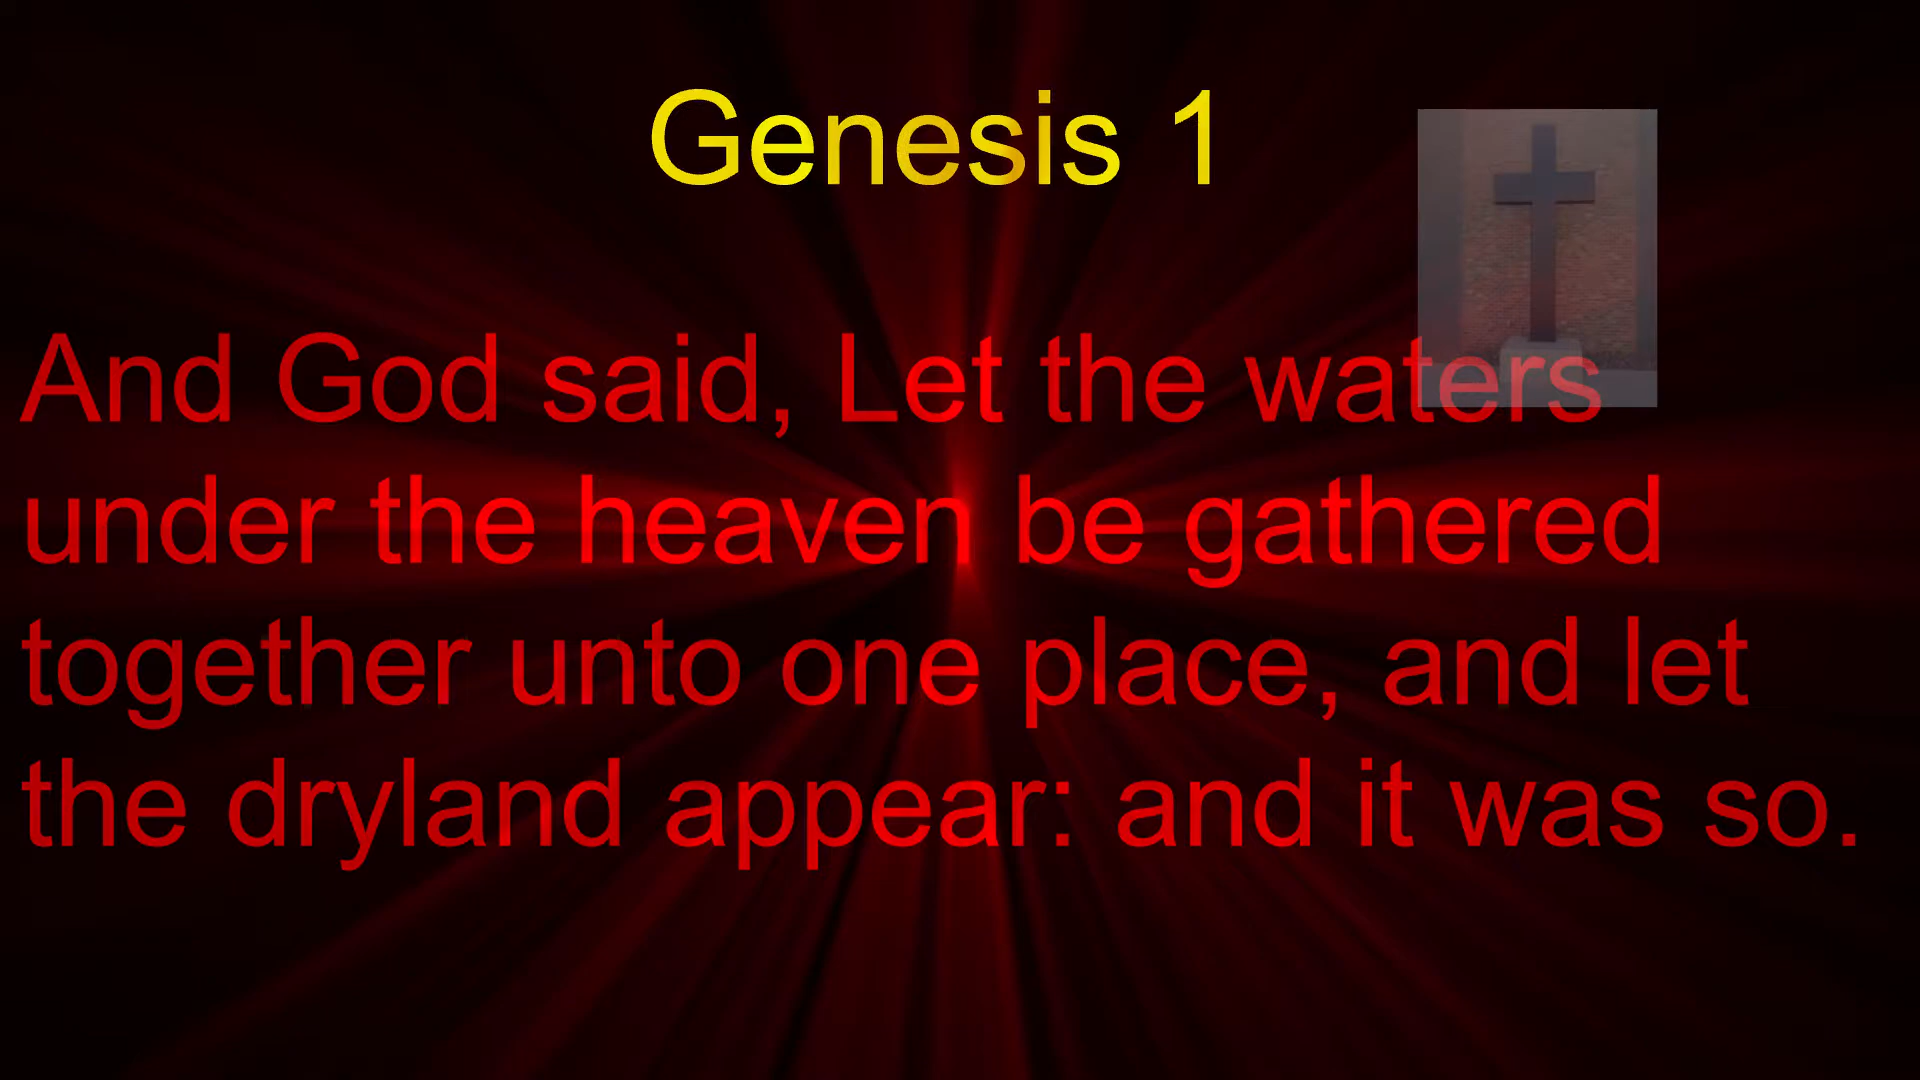 Genesis 1
And God said, Let the waters
under the heaven be gathered
together unto one place, and let
the dryland appear: and it was so.